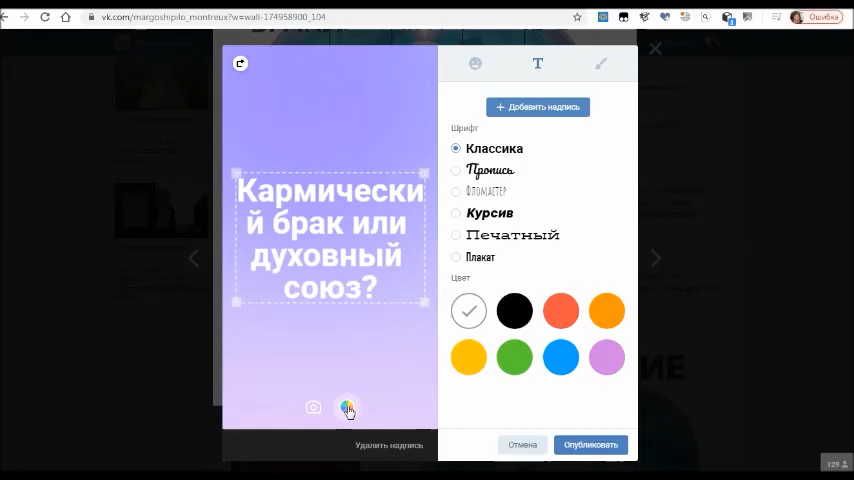 vk.com/margoshipilo_montreux?w=wall-174958900_104
Ошибка
Добавить надпись
Шрифт
Классика
Пропись
Фломастер
Курсив
Печатный
Плакат
Цвет
Кармически
й брак или
духовный
союз?
Удалить надпись
Отмена
Опубликовать
129